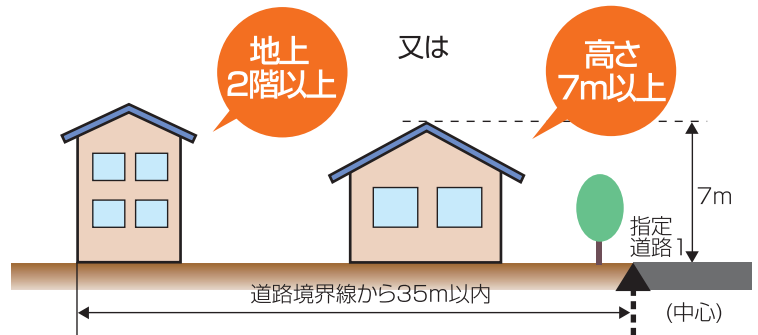 地上
2階以上
又は
高さ
7m以上
7m
指定
道路1
道路境界線から35m以内
(中心)